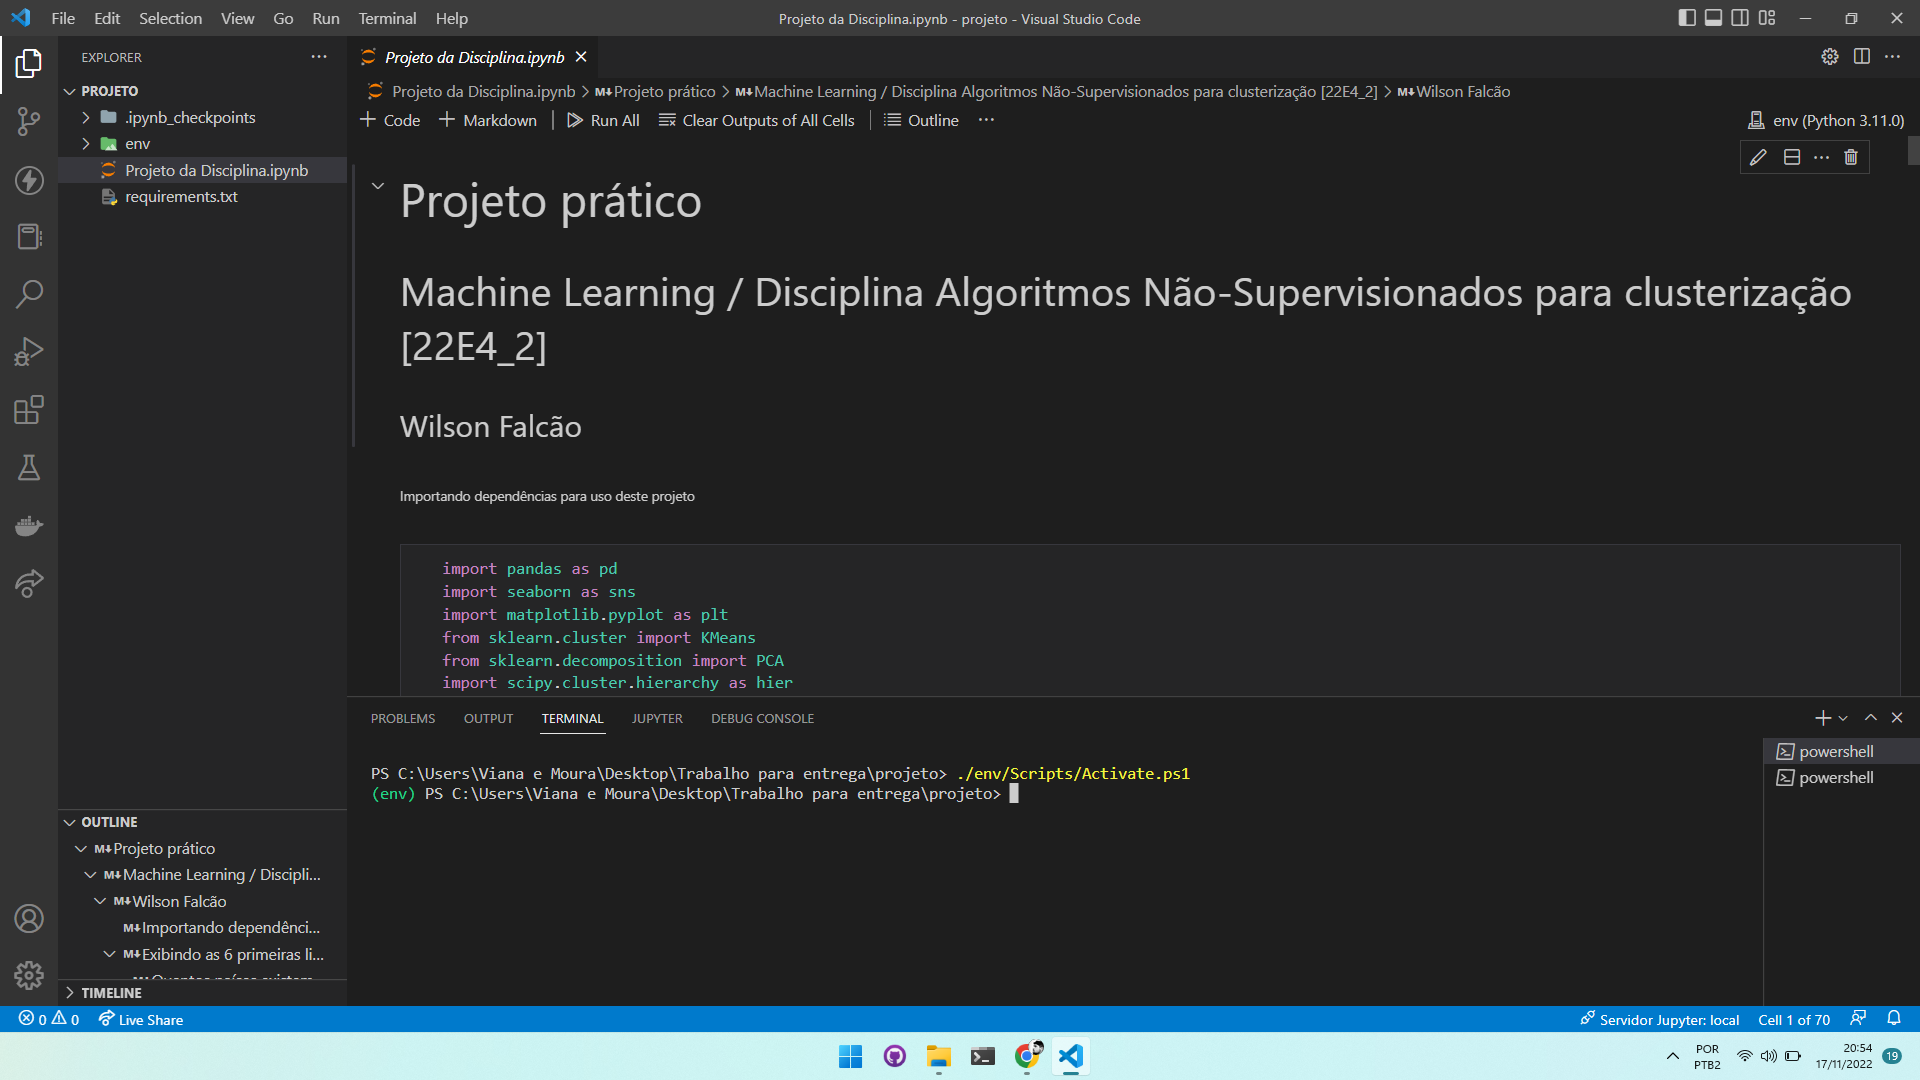 File Edit Selection View Go Run Terminal Help
Projeto da Disciplina.ipynb - projeto - Visual Studio Code
EXPLORER
PROJETO
.ipynb_checkpoints
env
Projeto da Disciplina.ipynb
requirements.txt
Projeto da Disciplina.ipynb
Projeto da Disciplina.ipynb > M↓Projeto prático > M↓Machine Learning / Disciplina Algoritmos Não-Supervisionados para clusterização [22E4_2] > M↓Wilson Falcão
+ Code + Markdown Run All Clear Outputs of All Cells Outline ...
env (Python 3.11.0)
Projeto prático
Machine Learning / Disciplina Algoritmos Não-Supervisionados para clusterização
[22E4_2]
Wilson Falcão
Importando dependências para uso deste projeto
import pandas as pd
import seaborn as sns
import matplotlib.pyplot as plt
from sklearn.cluster import KMeans
from sklearn.decomposition import PCA
import scipy.cluster.hierarchy as hier
PROBLEMS OUTPUT TERMINAL JUPYTER DEBUG CONSOLE
PS C:\Users\Viana e Moura\Desktop\Trabalho para entrega\projeto> ./env/Scripts/Activate.ps1
(env) PS C:\Users\Viana e Moura\Desktop\Trabalho para entrega\projeto>
powershell
powershell
OUTLINE
M↓Projeto prático
M↓Machine Learning / Discipli...
M↓Wilson Falcão
M↓Importando dependênci...
M↓Exibindo as 6 primeiras li...
TIMELINE
0 0 Live Share
Servidor Jupyter: local Cell 1 of 70
POR
PTB2
20:54
17/11/2022
19